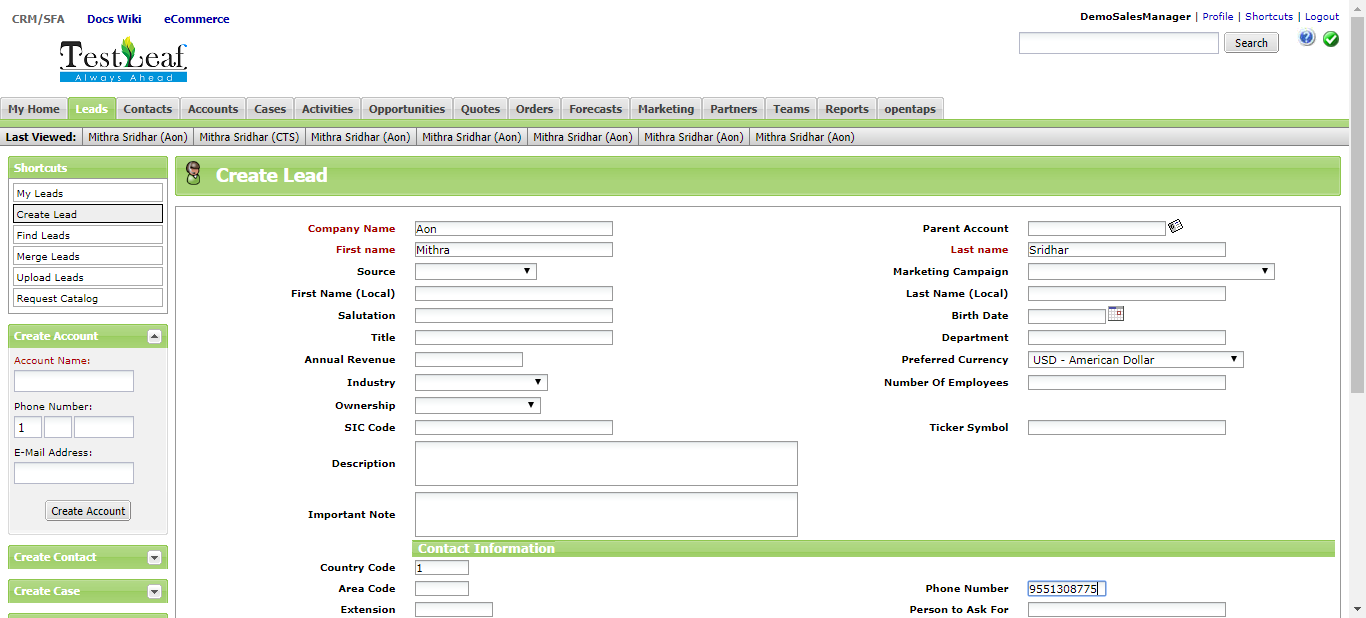 CRM/SFA Docs Wiki eCommerce
DemoSalesManager | Profile | Shortcuts | Logout
TestLeaf
Always Ahead
Search
?
My Home Leads Contacts Accounts Cases Activities Opportunities Quotes Orders Forecasts Marketing Partners Teams Reports opentaps
Last Viewed: Mithra Sridhar (Aon) Mithra Sridhar (CTS) Mithra Sridhar (Aon) Mithra Sridhar (Aon) Mithra Sridhar (Aon) Mithra Sridhar (Aon) Mithra Sridhar (Aon)
Shortcuts
My Leads
Create Lead
Find Leads
Merge Leads
Upload Leads
Request Catalog
Create Account
Account Name:
Phone Number:
1
E-Mail Address:
Create Account
Create Contact
Create Case
Create Lead
Company Name Aon Parent Account
First name Mithra Last name Sridhar
Source Marketing Campaign
First Name (Local) Last Name (Local)
Salutation Birth Date
Title Department
Annual Revenue Preferred Currency USD - American Dollar
Industry Number Of Employees
Ownership
SIC Code Ticker Symbol
Description
Important Note
Contact Information
Country Code 1
Area Code Phone Number 9551308775
Extension Person to Ask For